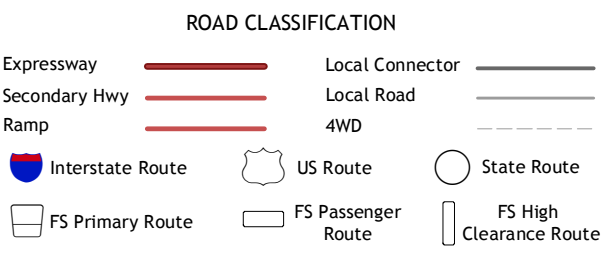 ROAD CLASSIFICATION
Expressway
Local Connector
Secondary Hwy
Local Road
Ramp
4WD
Interstate Route
US Route
State Route
FS Primary Route
FS Passenger
Route
FS High
Clearance Route